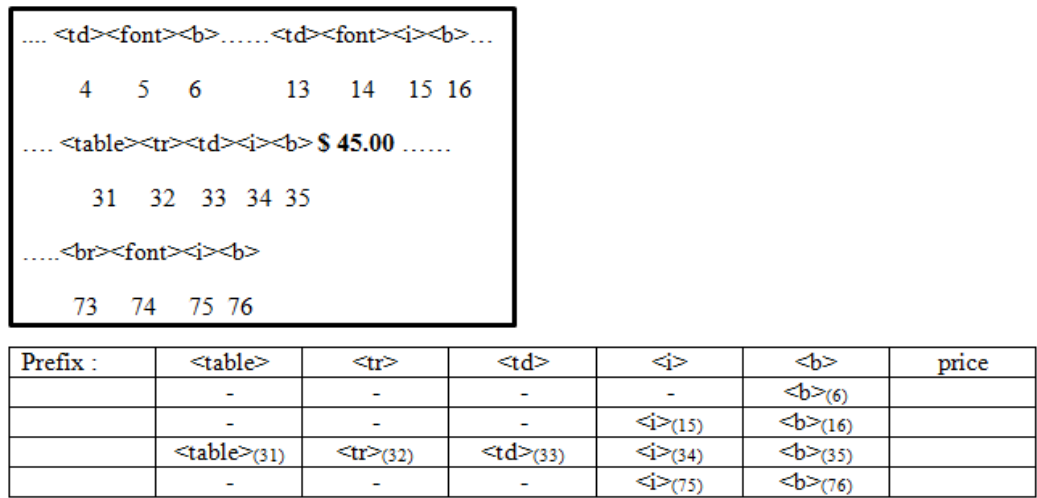 .... <td><font><b>……<td><font><i><b>…
4 5 6 13 14 15 16
…. <table><tr><td><i><b> $ 45.00 ……
31 32 33 34 35
…..<br><font><i><b>
73 74 75 76
Prefix : <table> <tr> <td> <i> <b> price
- - - - <b>(6)
- - - <i>(15) <b>(16)
<table>(31) <tr>(32) <td>(33) <i>(34) <b>(35)
- - - <i>(75) <b>(76)